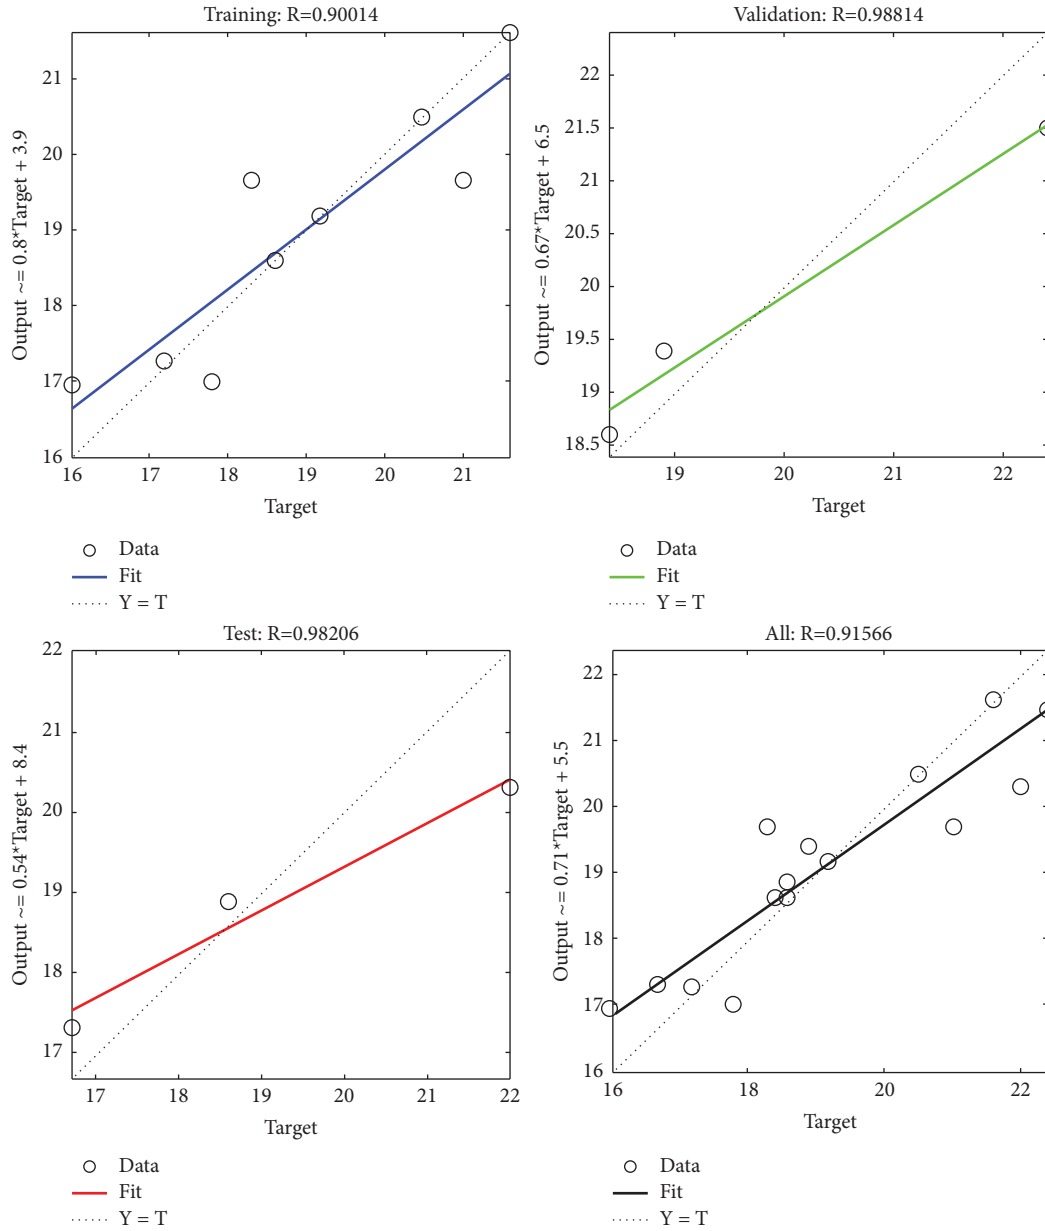 Training: R=0.90014
Output ~= 0.8*Target + 3.9
21
20
19
18
17
16
16 17 18 19 20 21
Target
Data
Fit
Y = T
Validation: R=0.98814
Output ~= 0.67*Target + 6.5
22
21.5
21
20.5
20
19.5
19
18.5
19 20 21 22
Target
Data
Fit
Y = T
Test: R=0.98206
Output ~= 0.54*Target + 8.4
22
21
20
19
18
17
17 18 19 20 21 22
Target
Data
Fit
Y = T
All: R=0.91566
Output ~= 0.71*Target + 5.5
22
21
20
19
18
17
16
16 18 20 22
Target
Data
Fit
Y = T